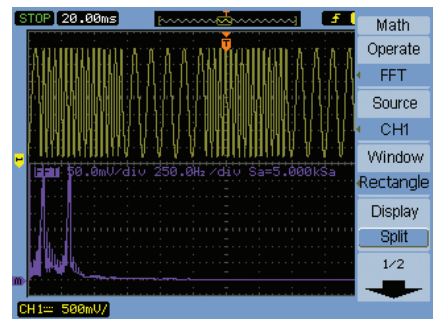 STOP 20.00ms
Math
Operate
FFT
Source
CH1
Window
Rectangle
Display
Split
1/2
FFT 50.0mV/div 250.0Hz/div Sa=5.000kSa
CH1 500mV/